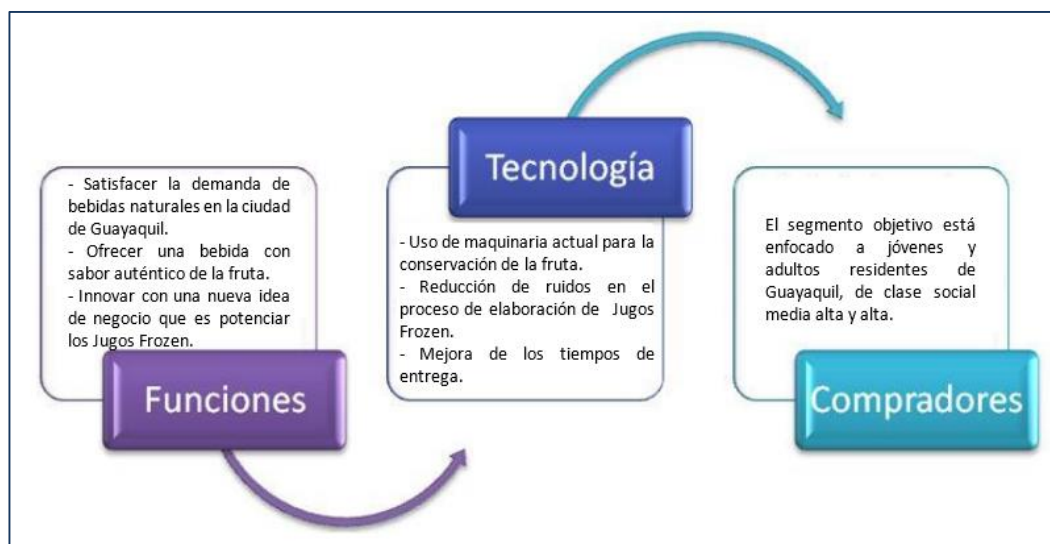 - Satisfacer la demanda de
bebidas naturales en la ciudad
de Guayaquil.
- Ofrecer una bebida con
sabor auténtico de la fruta.
- Innovar con una nueva idea
de negocio que es potenciar
los Jugos Frozen.
Funciones
Tecnología
- Uso de maquinaria actual para la
conservación de la fruta.
- Reducción de ruidos en el
proceso de elaboración de Jugos
Frozen.
- Mejora de los tiempos de
entrega.
El segmento objetivo está
enfocado a jóvenes y
adultos residentes de
Guayaquil, de clase social
media alta y alta.
Compradores